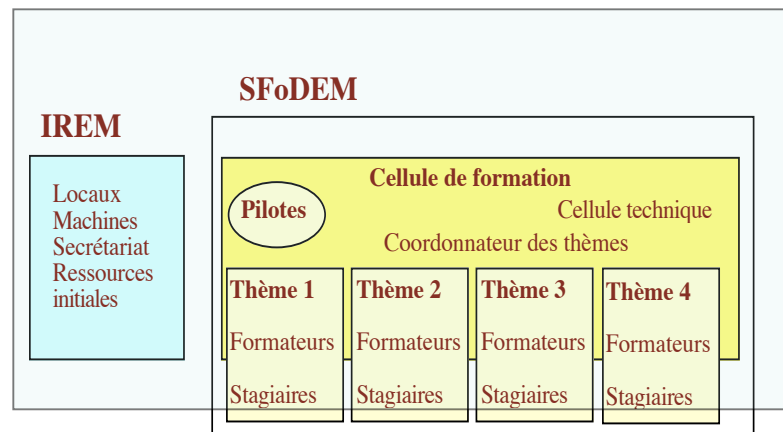 SFoDEM
IREM
Locaux
Machines
Secrétariat
Ressources
initiales
Cellule de formation
Pilotes
Cellule technique
Coordonnateur des thèmes
Thème 1
Formateurs
Stagiaires
Thème 2
Formateurs
Stagiaires
Thème 3
Formateurs
Stagiaires
Thème 4
Formateurs
Stagiaires